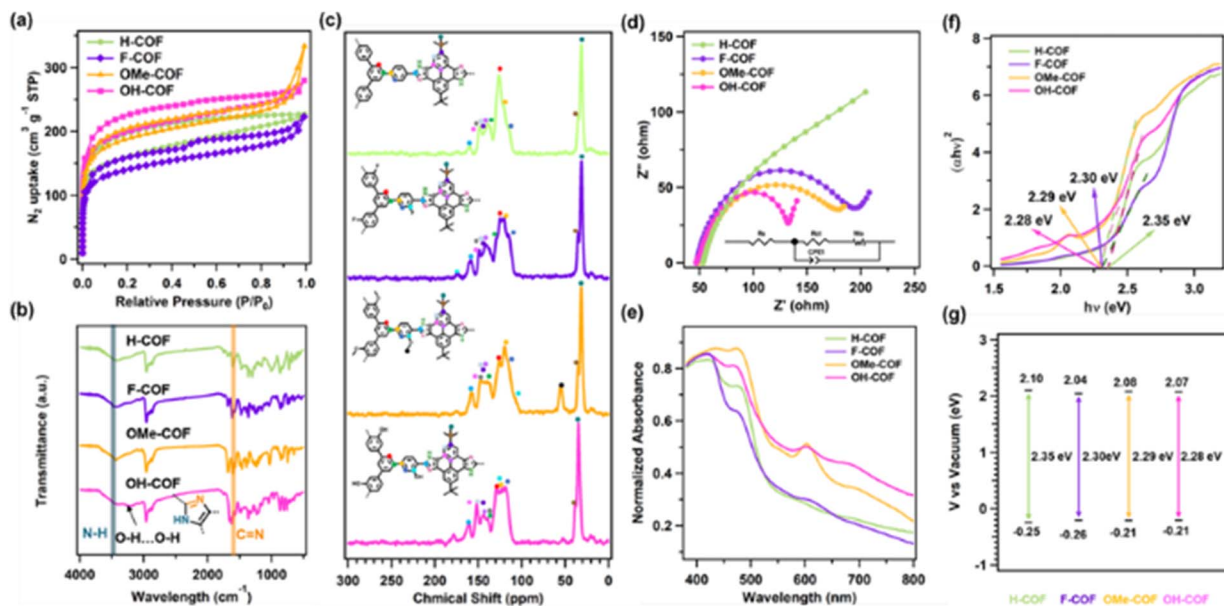 (a)
H-COF
F-COF
OMe-COF
OH-COF
N₂ uptake (cm³ g⁻¹ STP)
300
200
100
0
0.0 0.2 0.4 0.6 0.8 1.0
Relative Pressure (P/P₀)
(b)
H-COF
F-COF
OMe-COF
OH-COF
N-H
O-H...O-H
C=N
N
HN
Transmittance (a.u.)
4000 3000 2000 1000
Wavelength (cm⁻¹)
(c)
300 250 200 150 100 50 0
Chmical Shift (ppm)
(d)
H-COF
F-COF
OMe-COF
OH-COF
Z'' (ohm)
150
100
50
0
0 50 100 150 200 250
Z' (ohm)
CPE1
(e)
H-COF
F-COF
OMe-COF
OH-COF
Normalized Absorbance
1.0
0.8
0.6
0.4
0.2
400 500 600 700 800
Wavelength (nm)
(f)
H-COF
F-COF
OMe-COF
OH-COF
(αhν)²
2.30 eV
2.29 eV
2.28 eV
2.35 eV
1.6 2.0 2.4 2.8 3.2
hν (eV)
(g)
V vs Vacuum (eV)
3
2
1
0
-1
2.10 2.04 2.08 2.07
2.35 eV 2.30eV 2.29 eV 2.28 eV
-0.25 -0.26 -0.21 -0.21
H-COF F-COF OMe-COF OH-COF